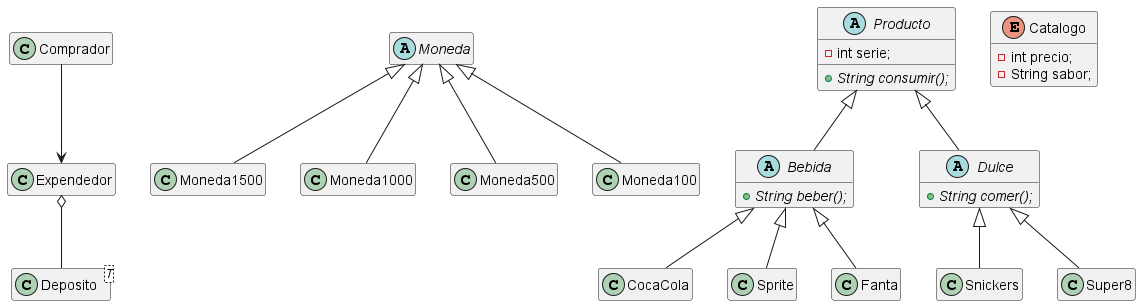 C Comprador
A Moneda
A Producto
int serie;
String consumir();
E Catalogo
int precio;
String sabor;
C Expendedor
C Moneda1500
C Moneda1000
C Moneda500
C Moneda100
A Bebida
String beber();
A Dulce
String comer();
C Deposito T
C CocaCola
C Sprite
C Fanta
C Snickers
C Super8